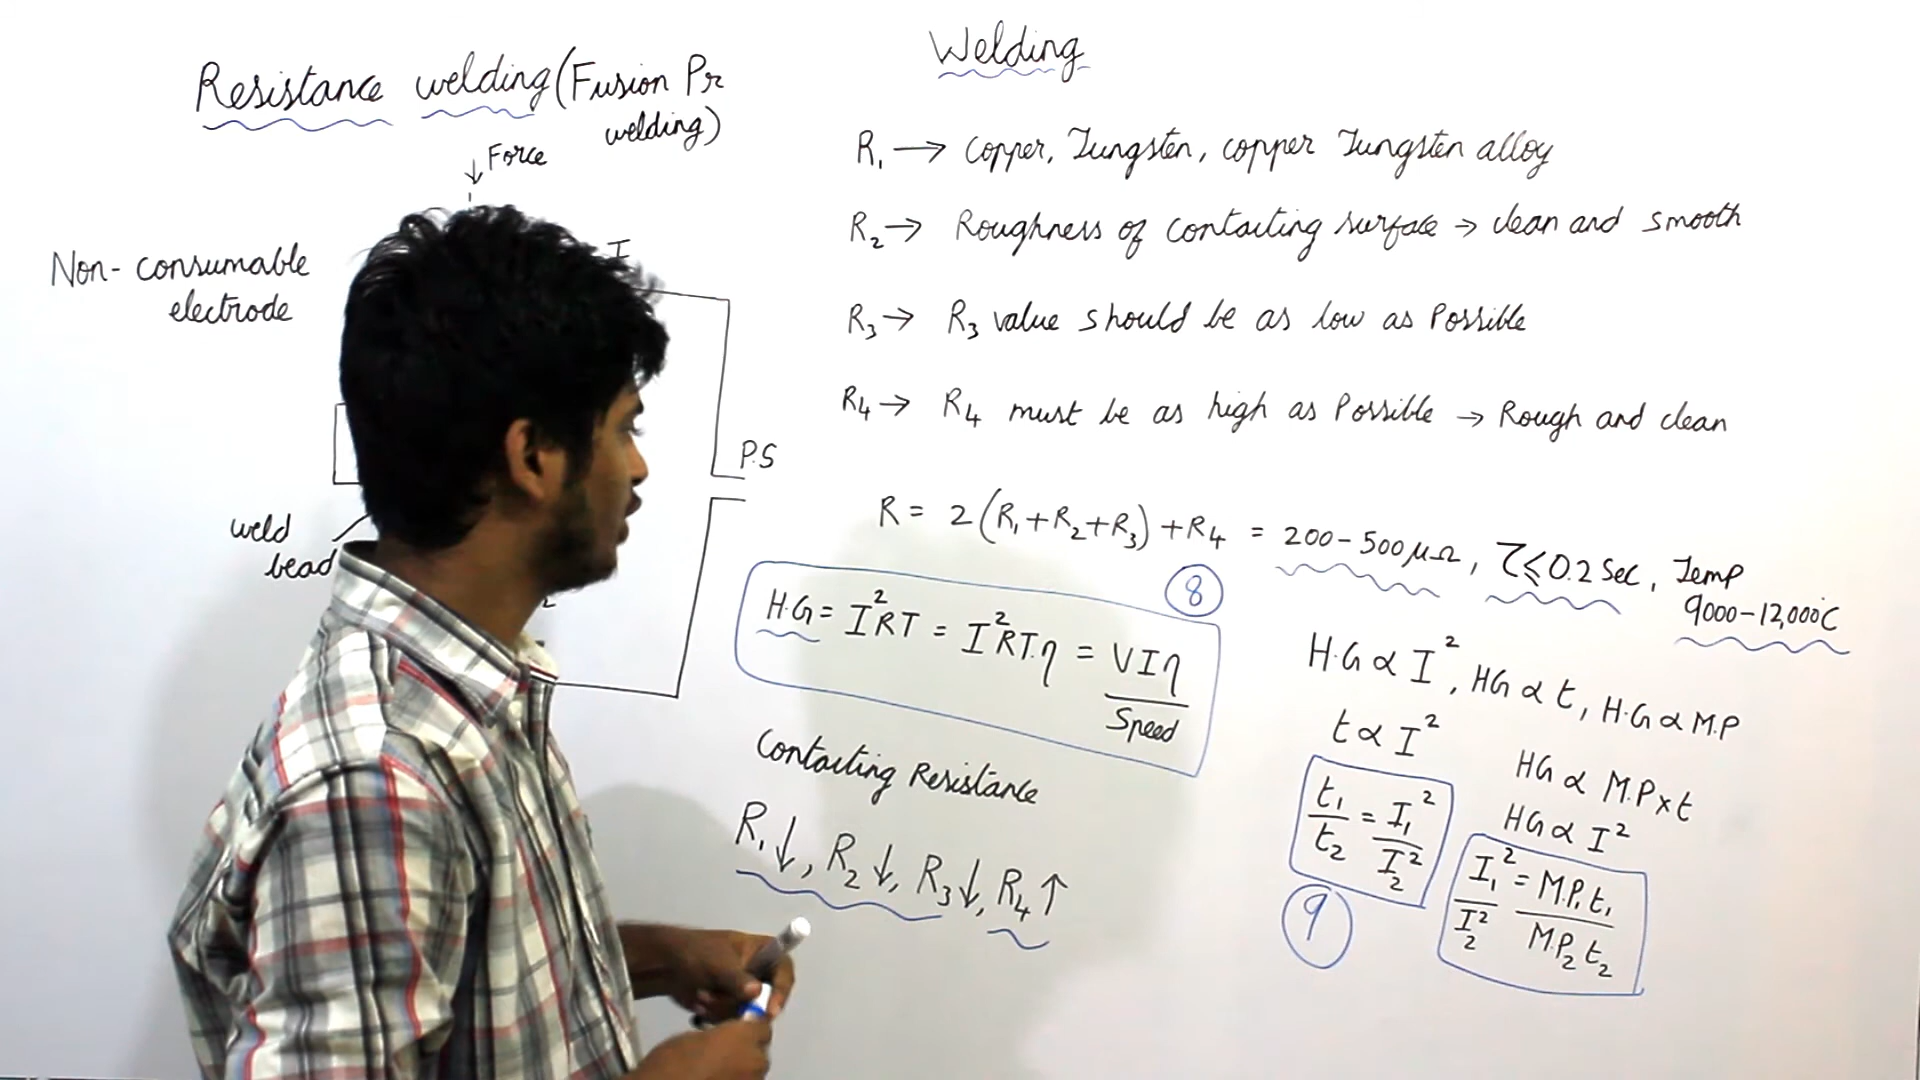 Welding
Resistance welding (Fusion Pr
welding)
↓ Force
Non-consumable
electrode
I
P.S
weld
bead
2
R₁ → Copper, Tungsten, copper Tungsten alloy
R₂ → Roughness of contacting surface → clean and smooth
R₃ → R₃ value should be as low as Possible
R₄ → R₄ must be as high as Possible → Rough and clean
R = 2(R₁+R₂+R₃)+R₄ = 200-500μΩ, τ≤0.2 Sec, Temp
9000-12,000°C
8
H.G = I²RT = I²RT.η = VIη / Speed
H.G ∝ I², HG ∝ t, H.G ∝ M.P
t ∝ I²
t₁/t₂ = I₁²/I₂²
9
HG ∝ M.P×t
HG ∝ I²
I₁²/I₂² = M.P₁t₁/M.P₂t₂
Contacting Resistance
R₁↓, R₂↓, R₃↓, R₄↑